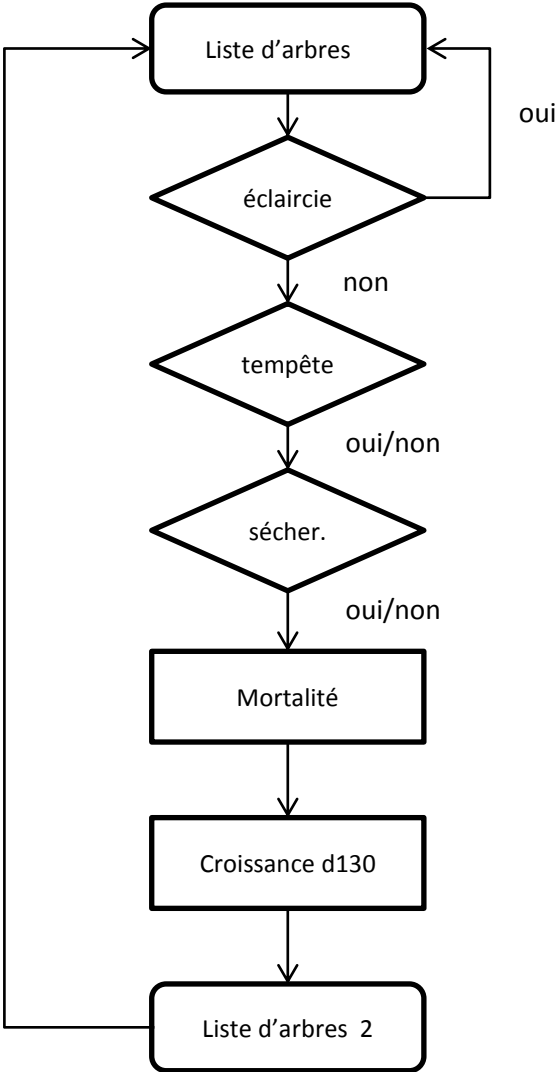 Liste d’arbres
oui
éclaircie
non
tempête
oui/non
sécher.
oui/non
Mortalité
Croissance d130
Liste d’arbres  2